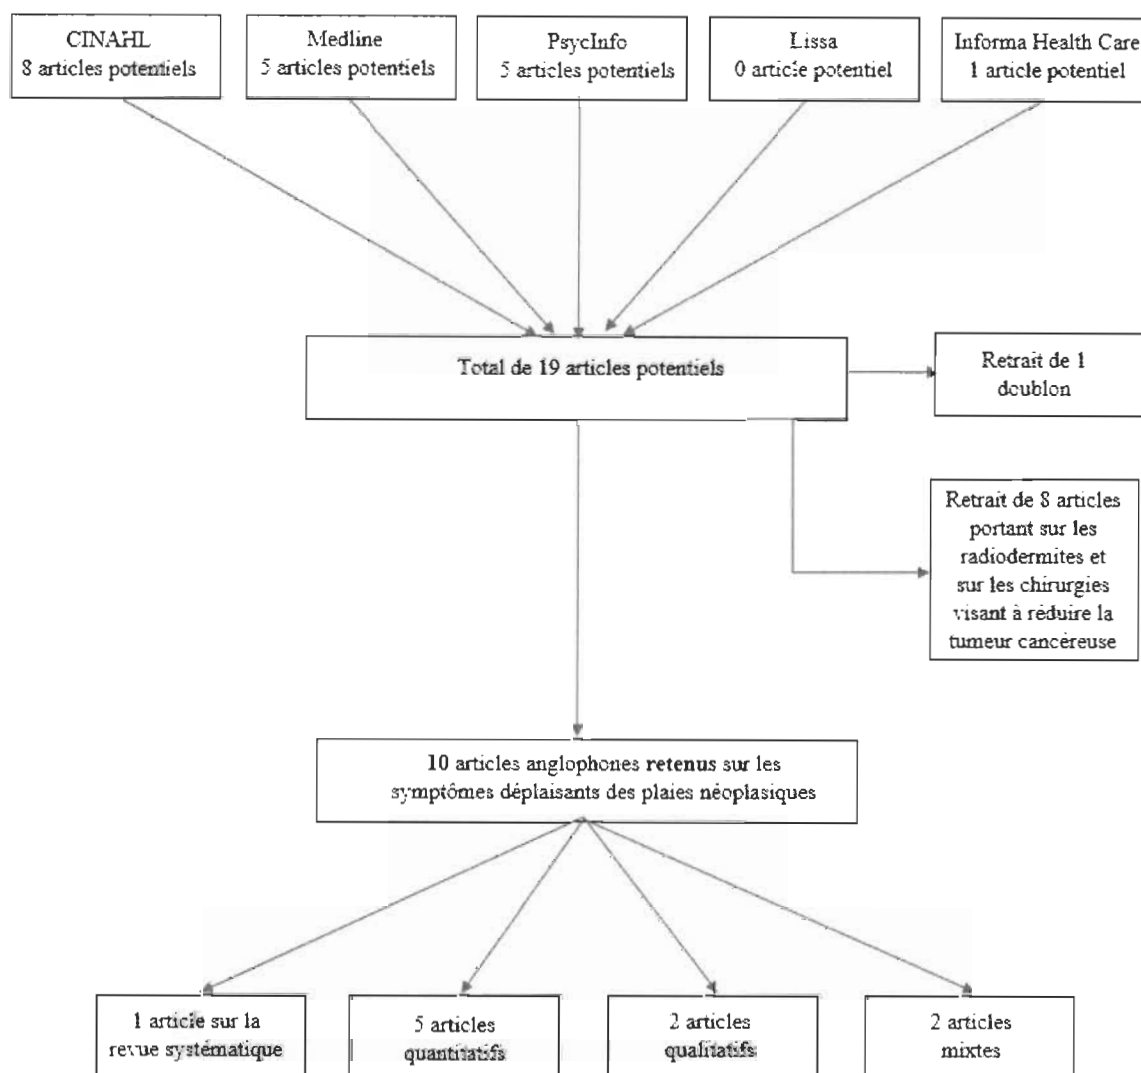 CINAHL
8 articles potentiels
Medline
5 articles potentiels
PsycInfo
5 articles potentiels
Lissa
0 article potentiel
Informa Health Care
1 article potentiel
Total de 19 articles potentiels
Retrait de 1
doublon
Retrait de 8 articles
portant sur les
radiodermites et
sur les chirurgies
visant à réduire la
tumeur cancéreuse
10 articles anglophones retenus sur les
symptômes déplaisants des plaies néoplasiques
1 article sur la
revue systématique
5 articles
quantitatifs
2 articles
qualitatifs
2 articles
mixtes